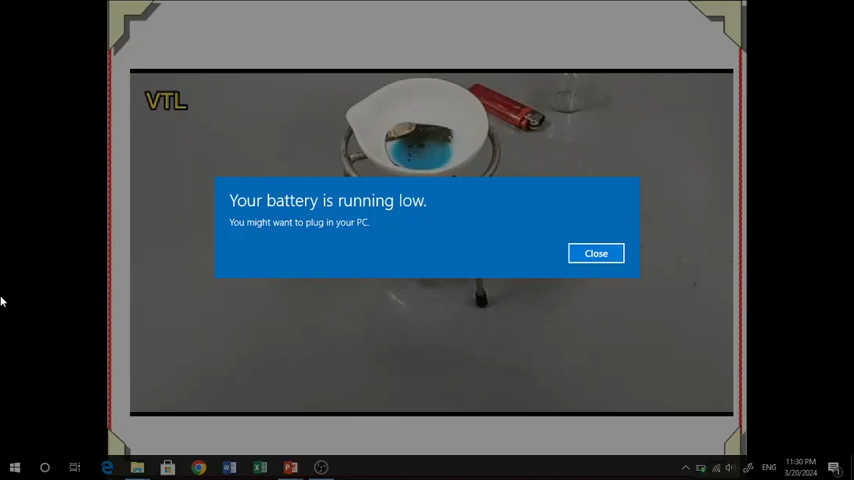 VTL
Your battery is running low.
You might want to plug in your PC.
Close
ENG
11:30 PM
3/20/2024